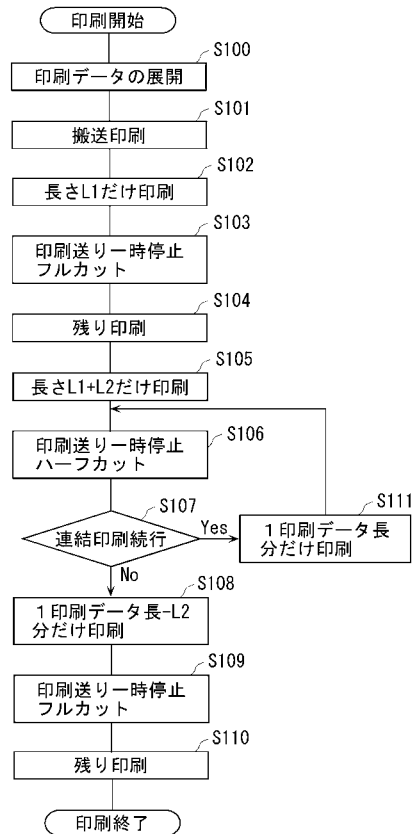 印刷開始
S100
印刷データの展開
S101
搬送印刷
S102
長さL1だけ印刷
S103
印刷送り一時停止
フルカット
S104
残り印刷
S105
長さL1+L2だけ印刷
S106
印刷送り一時停止
ハーフカット
S107
連結印刷続行
Yes
S111
1印刷データ長
分だけ印刷
No
S108
1印刷データ長-L2
分だけ印刷
S109
印刷送り一時停止
フルカット
S110
残り印刷
印刷終了